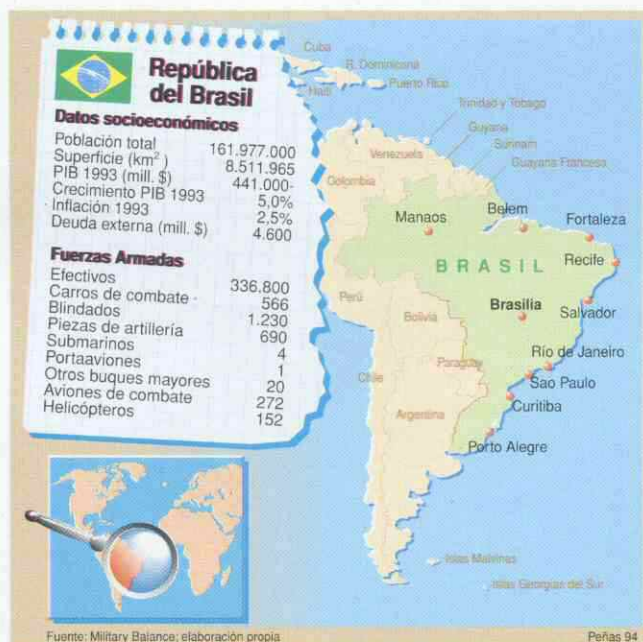 República
del Brasil
Datos socioeconómicos
Población total 161.977.000
Superficie (km²) 8.511.965
PIB 1993 (mill. $) 441.000-
Crecimiento PIB 1993 5,0%
Inflación 1993 2,5%
Deuda externa (mill. $) 4.600
Fuerzas Armadas
Efectivos 336.800
Carros de combate 566
Blindados 1.230
Piezas de artillería 690
Submarinos 4
Portaaviones 1
Otros buques mayores 20
Aviones de combate 272
Helicópteros 152
Cuba
R. Dominicana
Haití
Puerto Rico
Trinidad y Tobago
Guyana
Venezuela
Surinam
Guayana Francesa
Colombia
Manaos
Belem
Fortaleza
BRASIL
Recife
Perú
Brasilia
Salvador
Bolivia
Río de Janeiro
Paraguay
Sao Paulo
Chile
Curitiba
Argentina
Porto Alegre
Islas Malvinas
Islas Georgias del Sur
Fuente: Military Balance; elaboración propia
Peñas 94